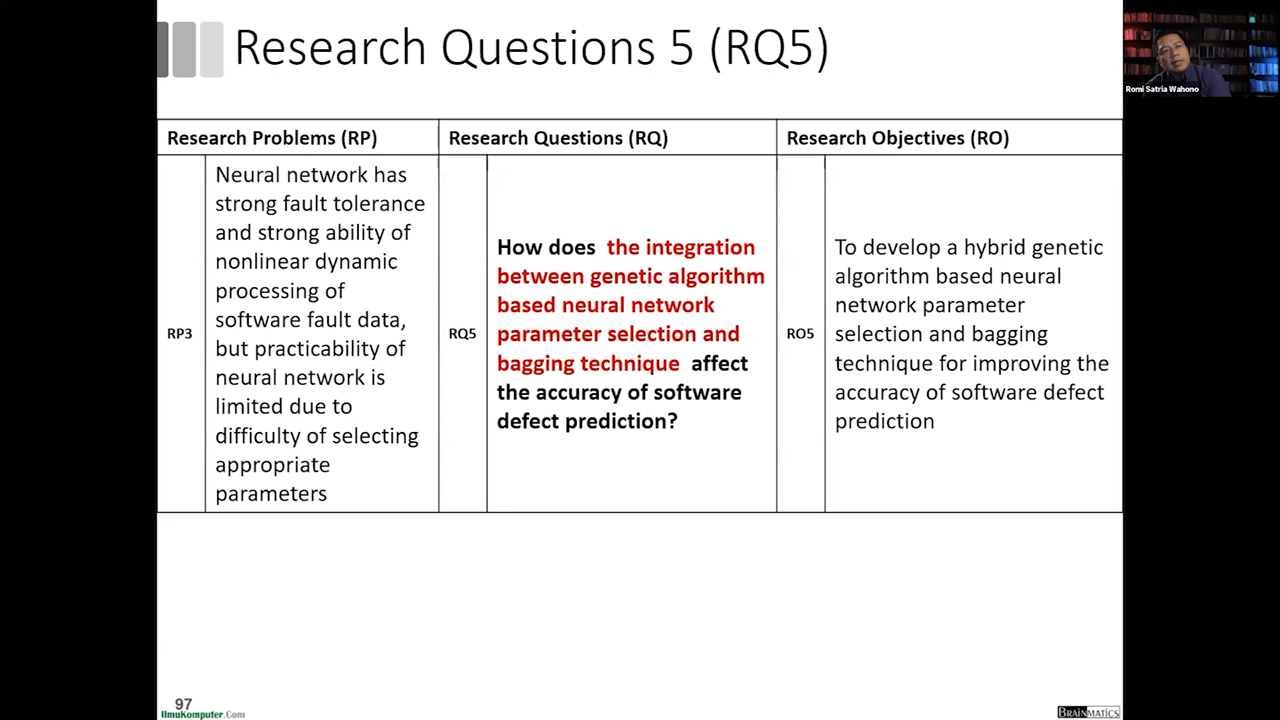 Research Questions 5 (RQ5)
Romi Satria Wahono
Research Problems (RP)
Research Questions (RQ)
Research Objectives (RO)
RP3
Neural network has
strong fault tolerance
and strong ability of
nonlinear dynamic
processing of
software fault data,
but practicability of
neural network is
limited due to
difficulty of selecting
appropriate
parameters
RQ5
How does the integration
between genetic algorithm
based neural network
parameter selection and
bagging technique affect
the accuracy of software
defect prediction?
RO5
To develop a hybrid genetic
algorithm based neural
network parameter
selection and bagging
technique for improving the
accuracy of software defect
prediction
97
IlmuKomputer.Com
BRAINMATICS